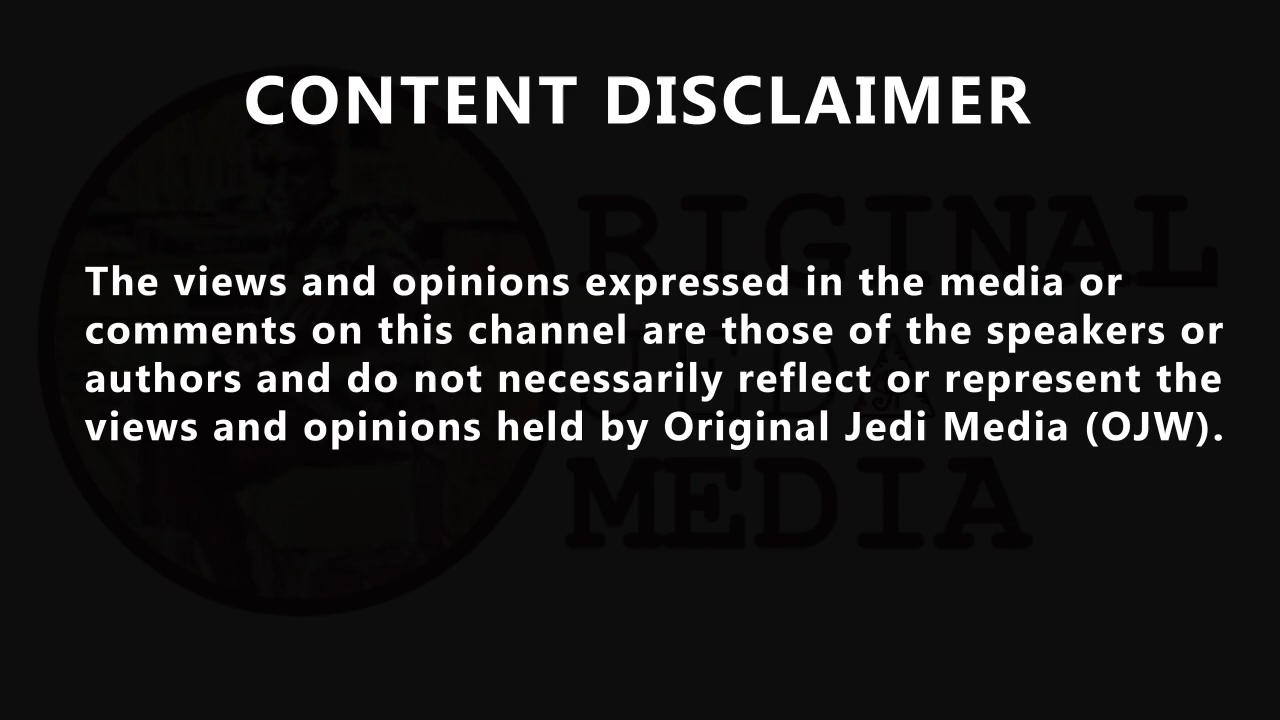 CONTENT DISCLAIMER
The views and opinions expressed in the media or
comments on this channel are those of the speakers or
authors and do not necessarily reflect or represent the
views and opinions held by Original Jedi Media (OJW).
RIGINAL
MEDIA